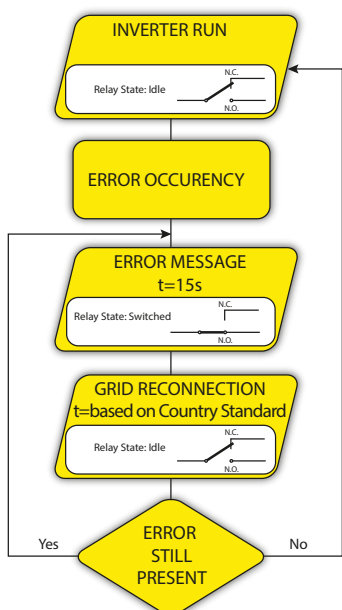 INVERTER RUN
N.C.
Relay State: Idle
N.O.
ERROR OCCURENCY
ERROR MESSAGE
t=15s
N.C.
Relay State: Switched
N.O.
GRID RECONNECTION
t=based on Country Standard
N.C.
Relay State: Idle
N.O.
Yes
ERROR
STILL
PRESENT
No